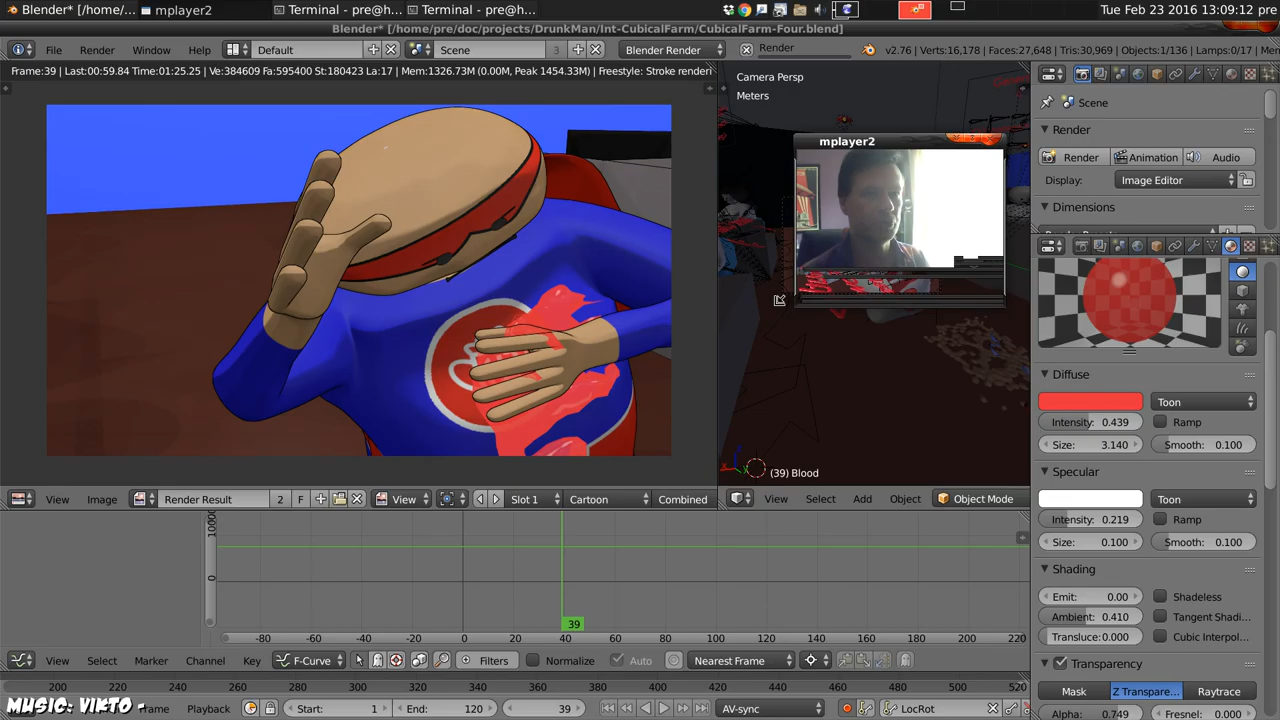 Blender* [/home/pre/doc/
mplayer2
Terminal - pre@h...
Terminal - pre@h...
Tue Feb 23 2016 13:09:12 pre
Blender* [/home/pre/doc/projects/DrunkMan/Int-CubicalFarm/CubicalFarm-Four.blend]
File
Render
Window
Help
Default
Scene
3
Blender Render
Render
v2.76 | Verts:16,178 | Faces:27,648 | Tris:30,969 | Objects:1/136 | Lamps:0/17 | Mem
Frame:39 | Last:00:59.84 Time:01:25.25 | Ve:384609 Fa:595400 St:180423 La:17 | Mem:1326.73M (0.00M, Peak 1454.33M) | Freestyle: Stroke renderi
Camera Persp
Meters
mplayer2
(39) Blood
Scene
Render
Render
Animation
Audio
Display:
Image Editor
Dimensions
Diffuse
Toon
Intensity: 0.439
Ramp
Size: 3.140
Smooth: 0.100
Specular
Toon
Intensity: 0.219
Ramp
Size: 0.100
Smooth: 0.100
Shading
Emit: 0.00
Shadeless
Ambient: 0.410
Tangent Shadi...
Transluce:0.000
Cubic Interpol...
Transparency
Mask
Z Transpare...
Raytrace
Alpha: 0.749
Fresnel: 0.000
View
Image
Render Result
2
F
View
Slot 1
Cartoon
Combined
View
Select
Add
Object
Object Mode
0
39
-80 -60 -40 -20 0 20 40 60 80 100 120 140 160 180 200 220
View
Select
Marker
Channel
Key
F-Curve
Filters
Normalize
Auto
Nearest Frame
200 220 240 260 280 300 320 340 360 380 400 420 440 460 480 500 520
MUSIC: VIKTO -
Playback
Start: 1
End: 120
39
AV-sync
LocRot